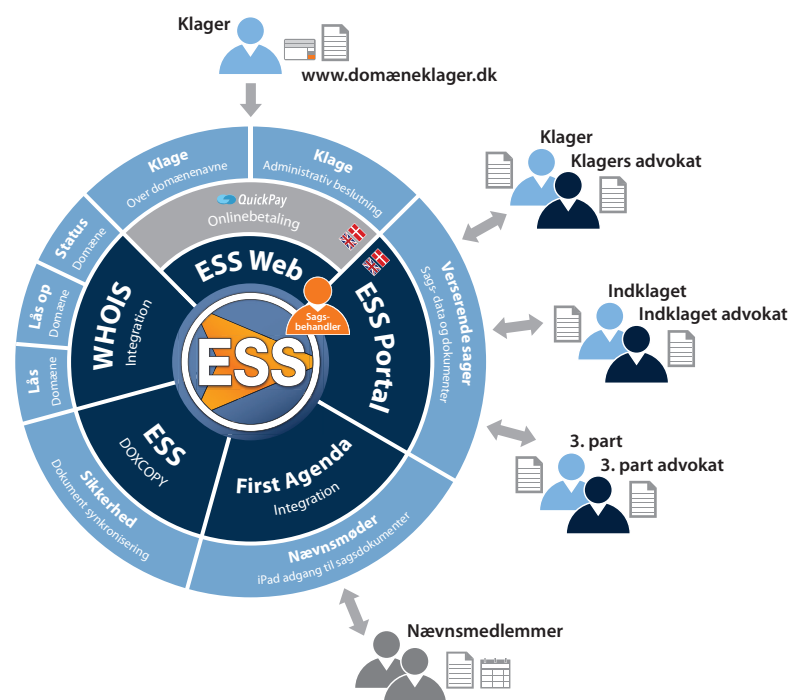 Klager
www.domæneklager.dk
Klage
Over domænenavne
Klage
Administrativ beslutning
QuickPay
Onlinebetaling
Status
Domæne
Lås op
Domæne
Lås
Domæne
WHOIS
Integration
ESS Web
Sags-
behandler
ESS
ESS Portal
Verserende sager
Sags- data og dokumenter
ESS
DOXCOPY
First Agenda
Integration
Sikkerhed
Dokument synkronisering
Nævnsmøder
iPad adgang til sagsdokumenter
Klager
Klagers advokat
Indklaget
Indklaget advokat
3. part
3. part advokat
Nævnsmedlemmer